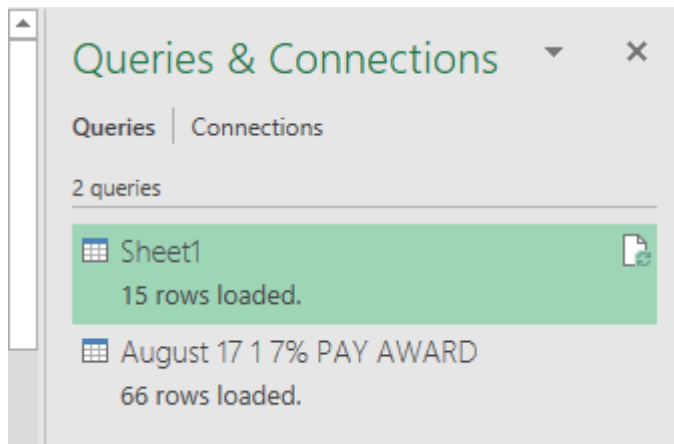 Queries & Connections
Queries | Connections
2 queries
Sheet1
15 rows loaded.
August 17 1 7% PAY AWARD
66 rows loaded.